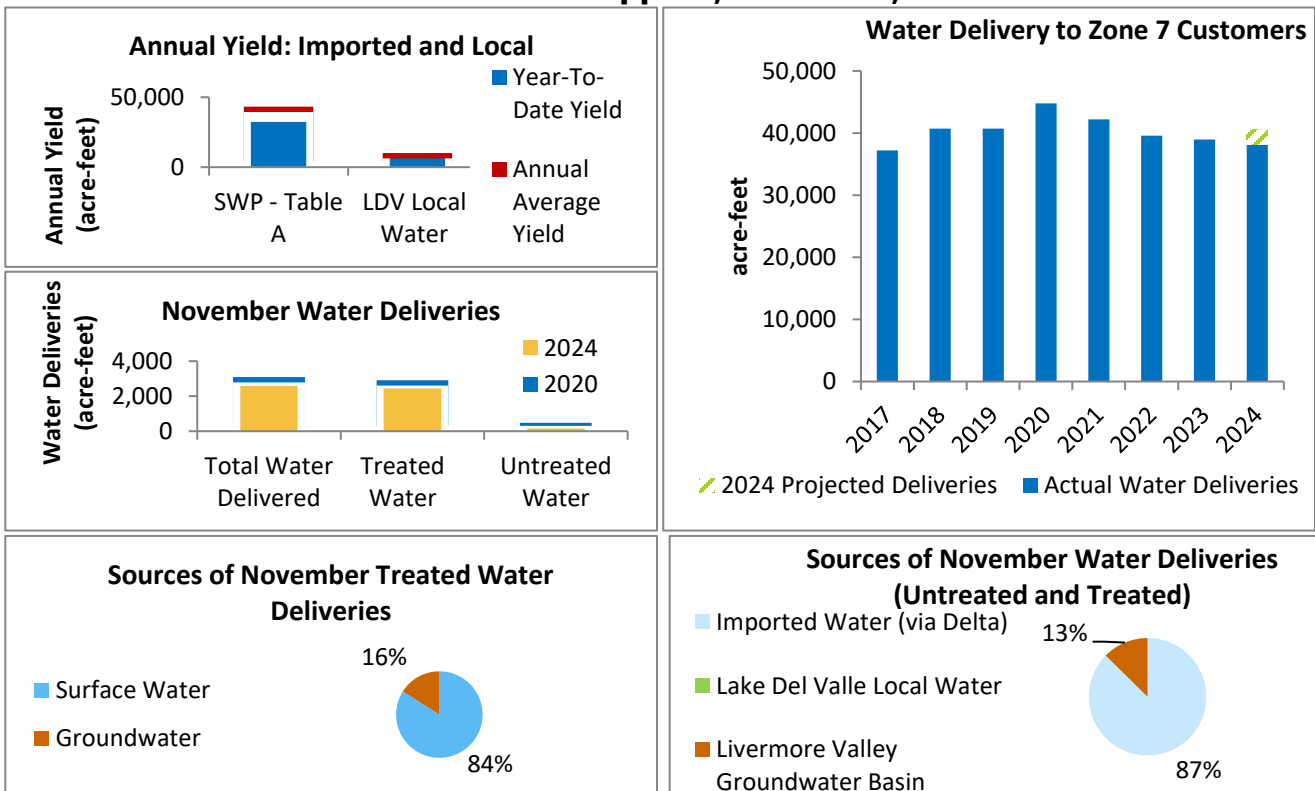 Annual Yield: Imported and Local
Annual Yield
(acre-feet)
50,000
0
SWP - Table
A
LDV Local
Water
Year-To-
Date Yield
Annual
Average
Yield
November Water Deliveries
Water Deliveries
(acre-feet)
4,000
2,000
0
Total Water
Delivered
Treated
Water
Untreated
Water
2024
2020
Water Delivery to Zone 7 Customers
acre-feet
50,000
40,000
30,000
20,000
10,000
0
2017
2018
2019
2020
2021
2022
2023
2024
2024 Projected Deliveries
Actual Water Deliveries
Sources of November Treated Water
Deliveries
Surface Water
Groundwater
16%
84%
Sources of November Water Deliveries
(Untreated and Treated)
Imported Water (via Delta)
Lake Del Valle Local Water
Livermore Valley
Groundwater Basin
13%
87%